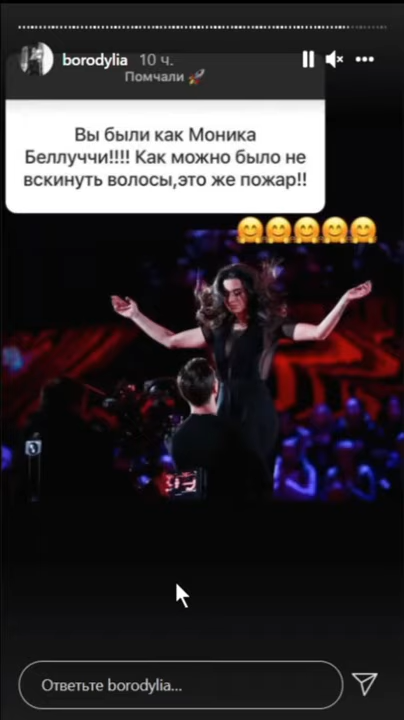 borodylia 10 ч.
Помчали 🚀
Вы были как Моника
Беллуччи!!!! Как можно было не
вскинуть волосы,это же пожар!!
🤗🤗🤗🤗🤗
Ответьте borodylia...